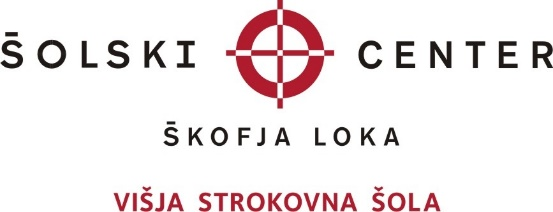 ŠOLSKI CENTER
ŠKOFJA LOKA
VIŠJA STROKOVNA ŠOLA